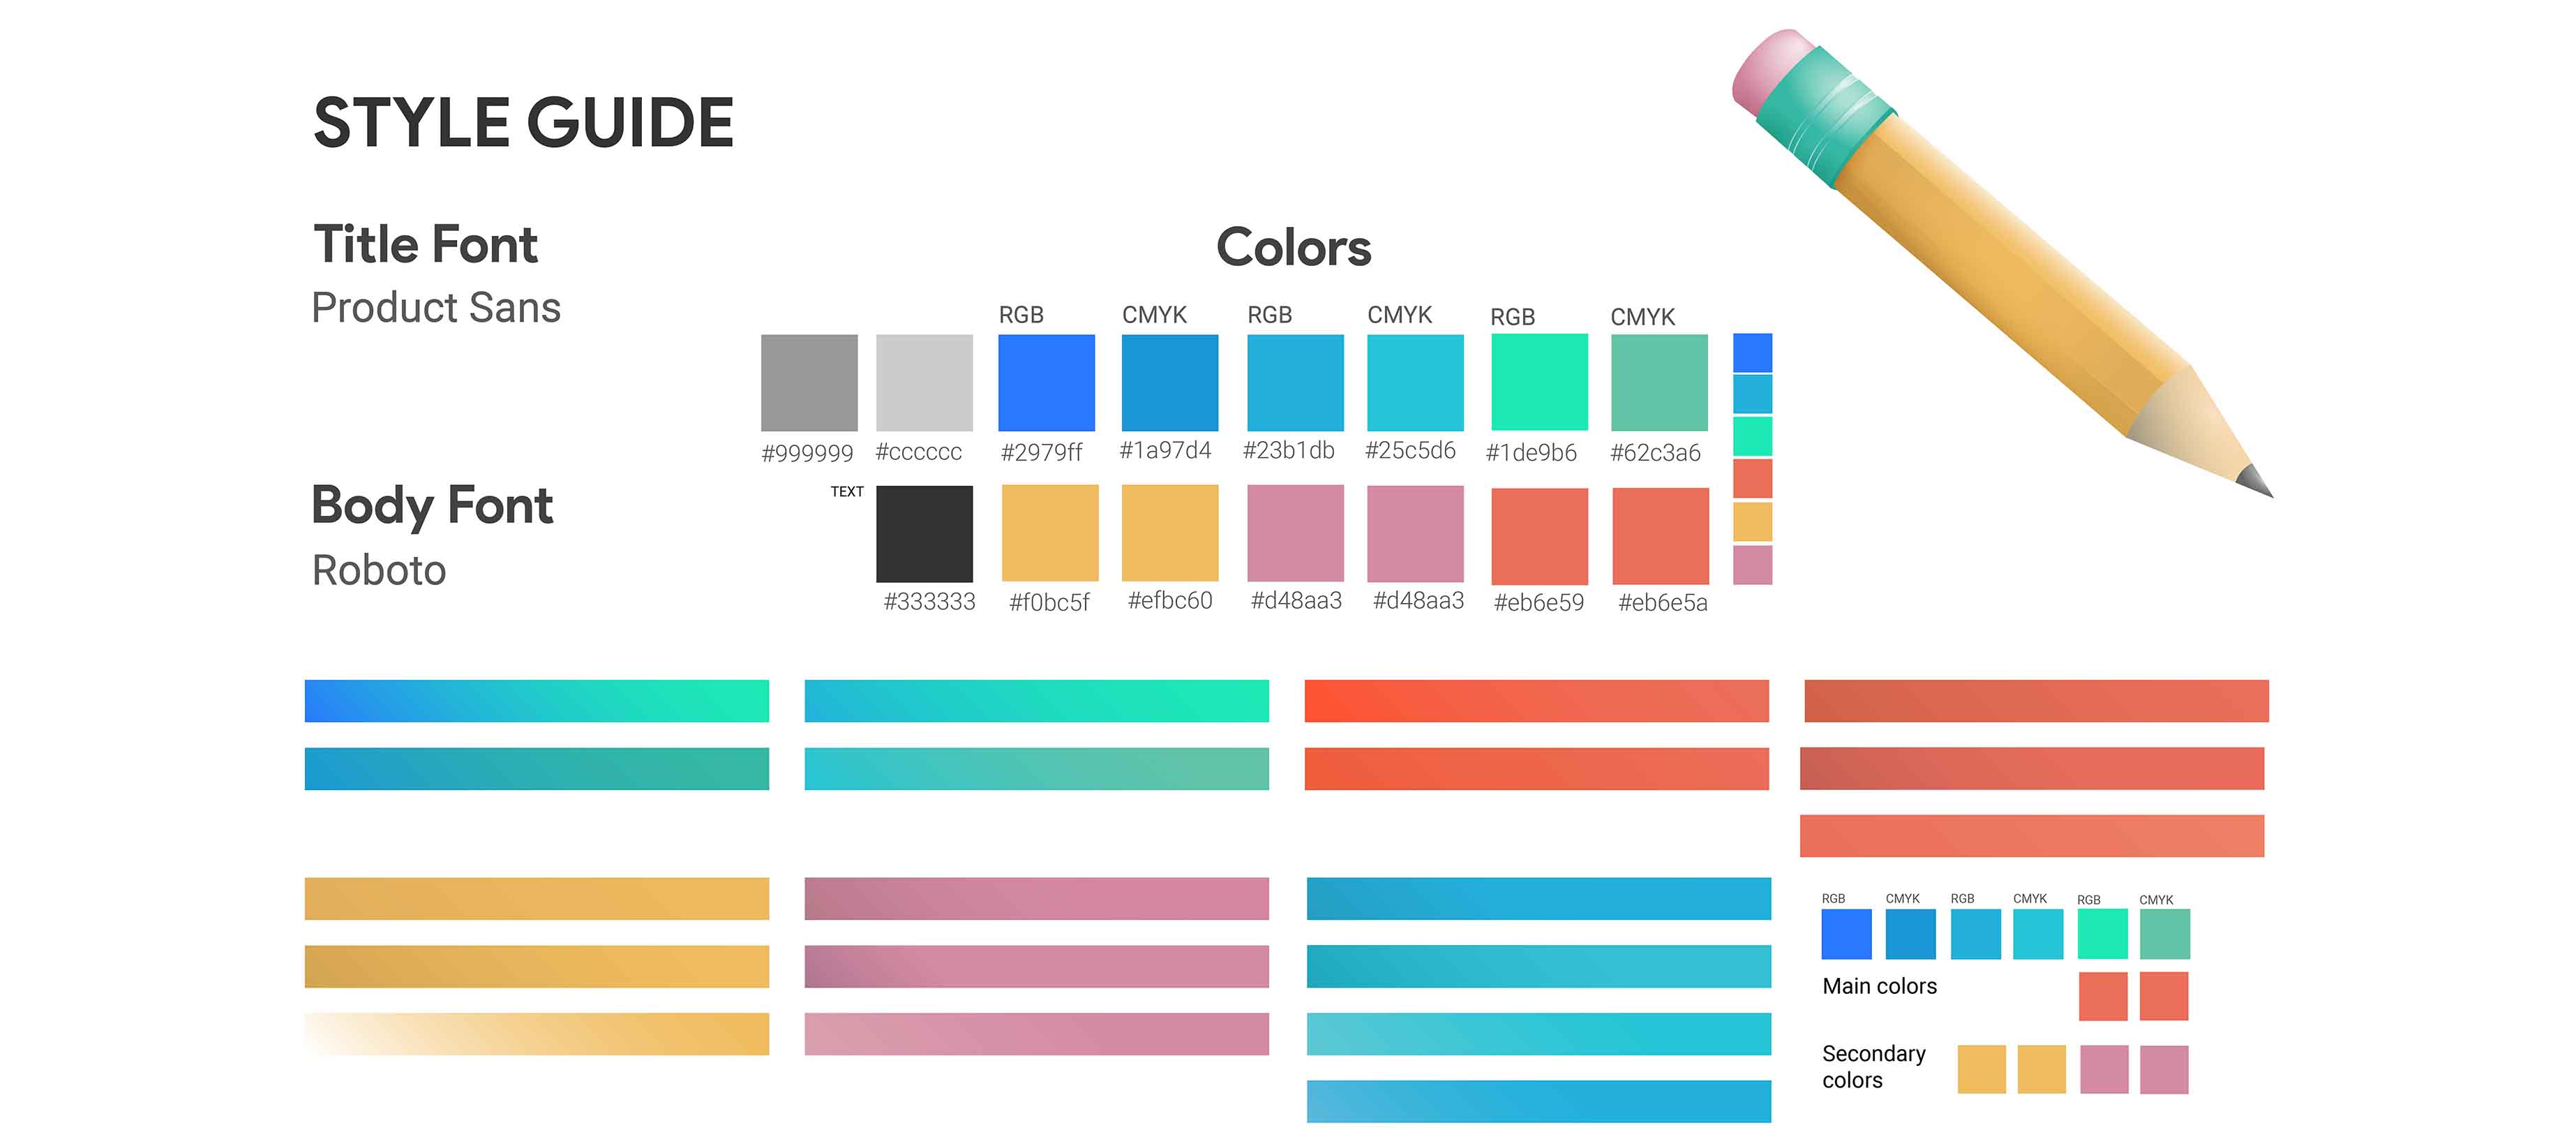 STYLE GUIDE
Title Font
Product Sans
Colors
RGB CMYK RGB CMYK RGB CMYK
#999999 #cccccc #2979ff #1a97d4 #23b1db #25c5d6 #1de9b6 #62c3a6
Body Font
Roboto
TEXT
#333333 #f0bc5f #efbc60 #d48aa3 #d48aa3 #eb6e59 #eb6e5a
RGB CMYK RGB CMYK RGB CMYK
Main colors
Secondary
colors